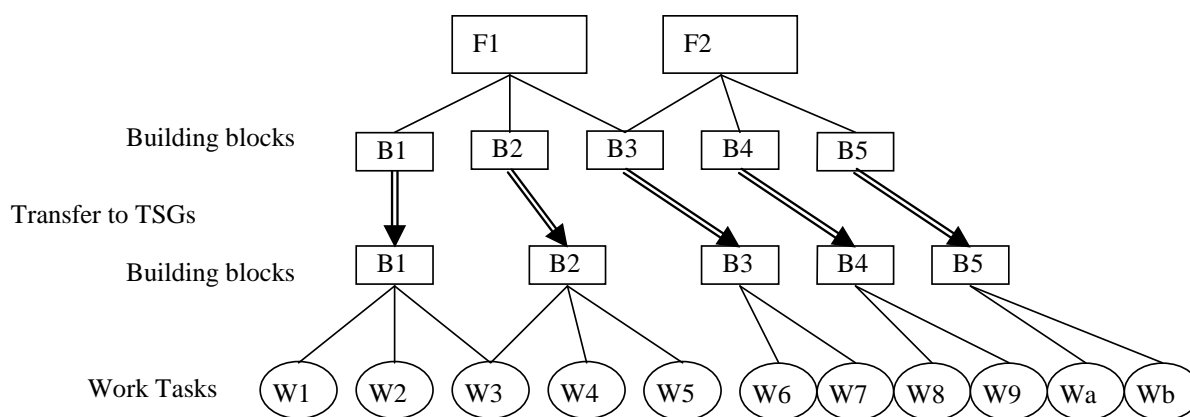 F1 F2
Building blocks B1 B2 B3 B4 B5
Transfer to TSGs
Building blocks B1 B2 B3 B4 B5
Work Tasks W1 W2 W3 W4 W5 W6 W7 W8 W9 Wa Wb